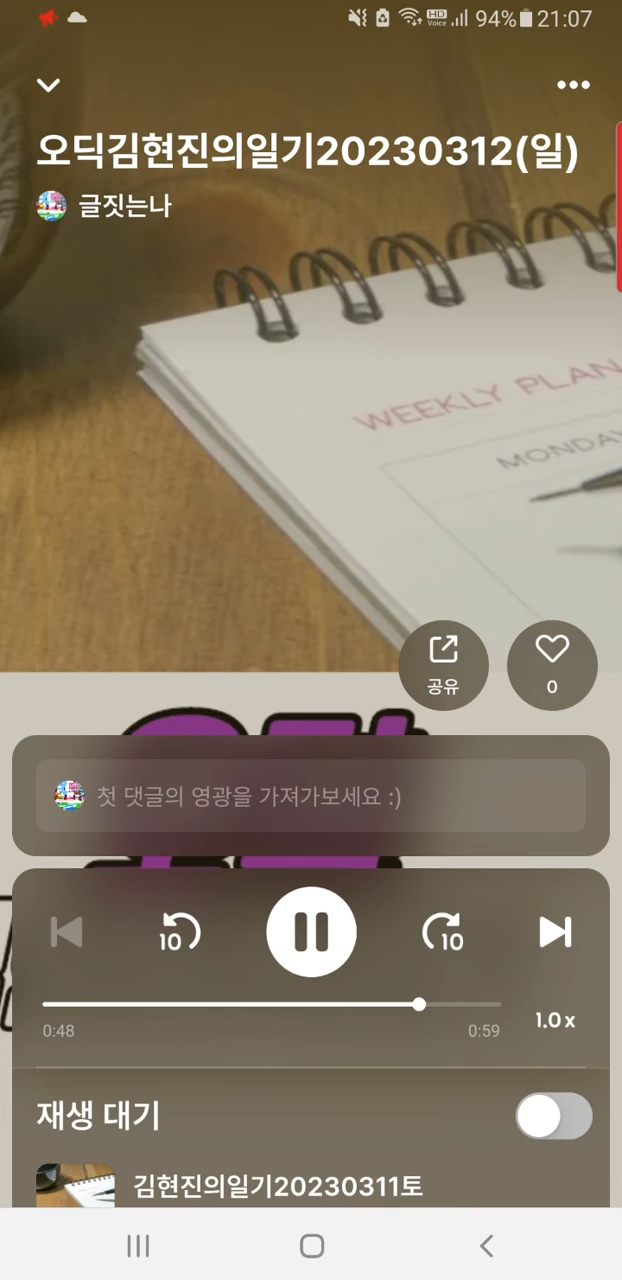 HD
Voice
94%
21:07
오딕김현진의일기20230312(일)
글짓는나
WEEKLY PLAN
MONDAY
공유
0
첫 댓글의 영광을 가져가보세요 :)
10
10
0:48
0:59
1.0 x
재생 대기
김현진의일기20230311토